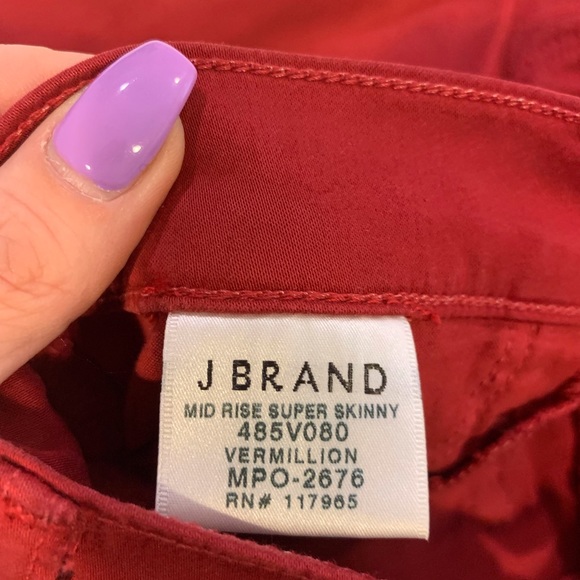 J BRAND
MID RISE SUPER SKINNY
485V080
VERMILLION
MPO-2676
RN# 117965